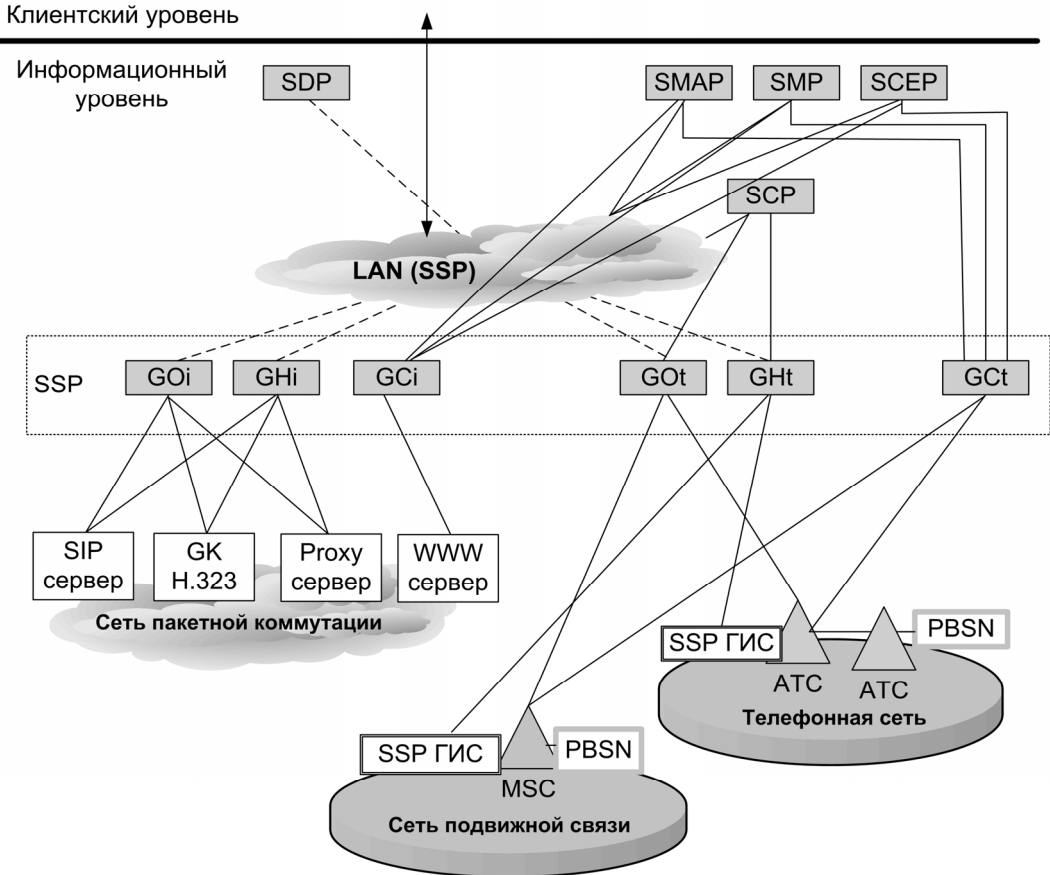 Клиентский уровень
Информационный
уровень
SDP
SMAP
SMP
SCEP
SCP
LAN (SSP)
SSP
GOi
GHi
GCi
GOt
GHt
GCt
SIP
сервер
GK
H.323
Proxy
сервер
WWW
сервер
Сеть пакетной коммутации
SSP ГИС
PBSN
АТС
АТС
Телефонная сеть
SSP ГИС
PBSN
MSC
Сеть подвижной связи